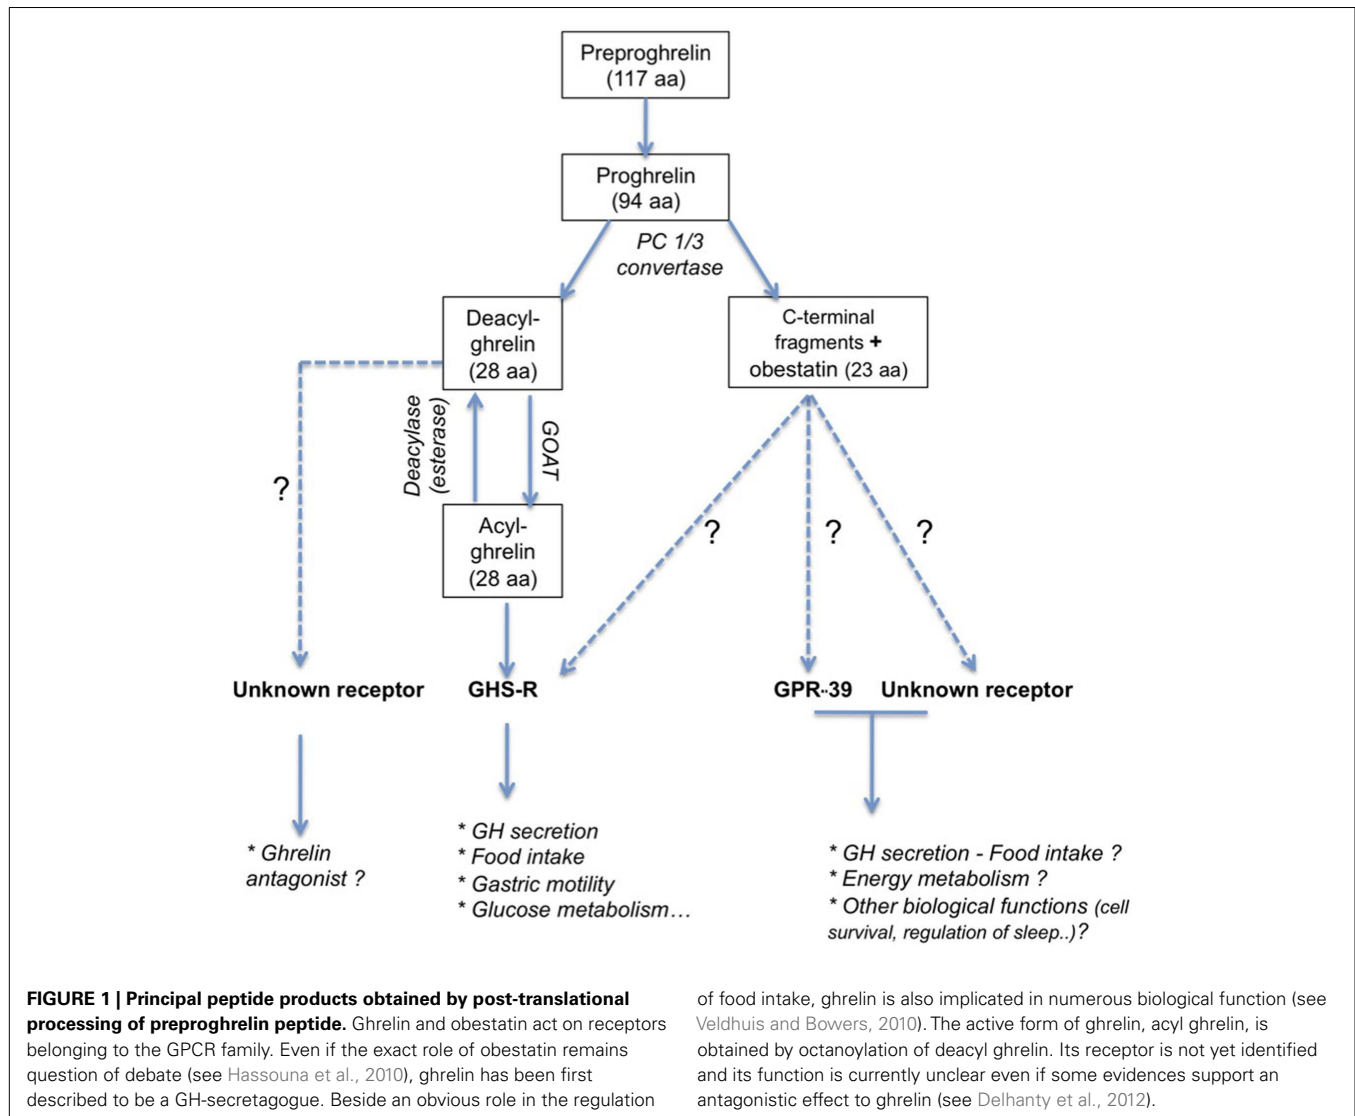 Preproghrelin
(117 aa)
Proghrelin
(94 aa)
PC 1/3
convertase
Deacyl-
ghrelin
(28 aa)
C-terminal
fragments +
obestatin (23 aa)
Deacylase
(esterase)
GOAT
?
Acyl-
ghrelin
(28 aa)
?
?
?
Unknown receptor
GHS-R
GPR-39
Unknown receptor
* Ghrelin
antagonist ?
* GH secretion
* Food intake
* Gastric motility
* Glucose metabolism…
* GH secretion - Food intake ?
* Energy metabolism ?
* Other biological functions (cell
survival, regulation of sleep..)?
FIGURE 1 | Principal peptide products obtained by post-translational
processing of preproghrelin peptide. Ghrelin and obestatin act on receptors
belonging to the GPCR family. Even if the exact role of obestatin remains
question of debate (see Hassouna et al., 2010), ghrelin has been first
described to be a GH-secretagogue. Beside an obvious role in the regulation
of food intake, ghrelin is also implicated in numerous biological function (see
Veldhuis and Bowers, 2010). The active form of ghrelin, acyl ghrelin, is
obtained by octanoylation of deacyl ghrelin. Its receptor is not yet identified
and its function is currently unclear even if some evidences support an
antagonistic effect to ghrelin (see Delhanty et al., 2012).